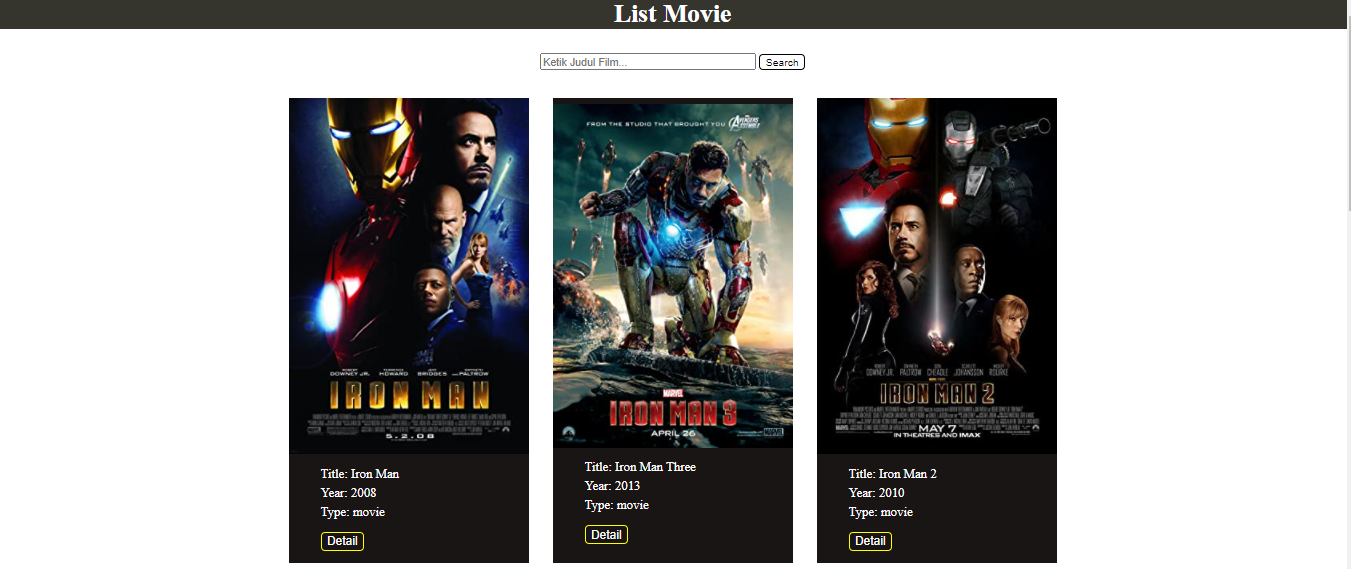 List Movie
Ketik Judul Film...
Search
ROBERT DOWNEY JR. TERRENCE HOWARD JEFF BRIDGES GWYNETH PALTROW
IRON MAN
5.2.08
Title: Iron Man
Year: 2008
Type: movie
Detail
FROM THE STUDIO THAT BROUGHT YOU AVENGERS
MARVEL
IRON MAN 3
APRIL 26
MARVEL
Title: Iron Man Three
Year: 2013
Type: movie
Detail
ROBERT DOWNEY JR. GWYNETH PALTROW DON CHEADLE SCARLETT JOHANSSON MICKEY ROURKE
IRON MAN 2
MAY 7
IN THEATRES AND IMAX
Title: Iron Man 2
Year: 2010
Type: movie
Detail